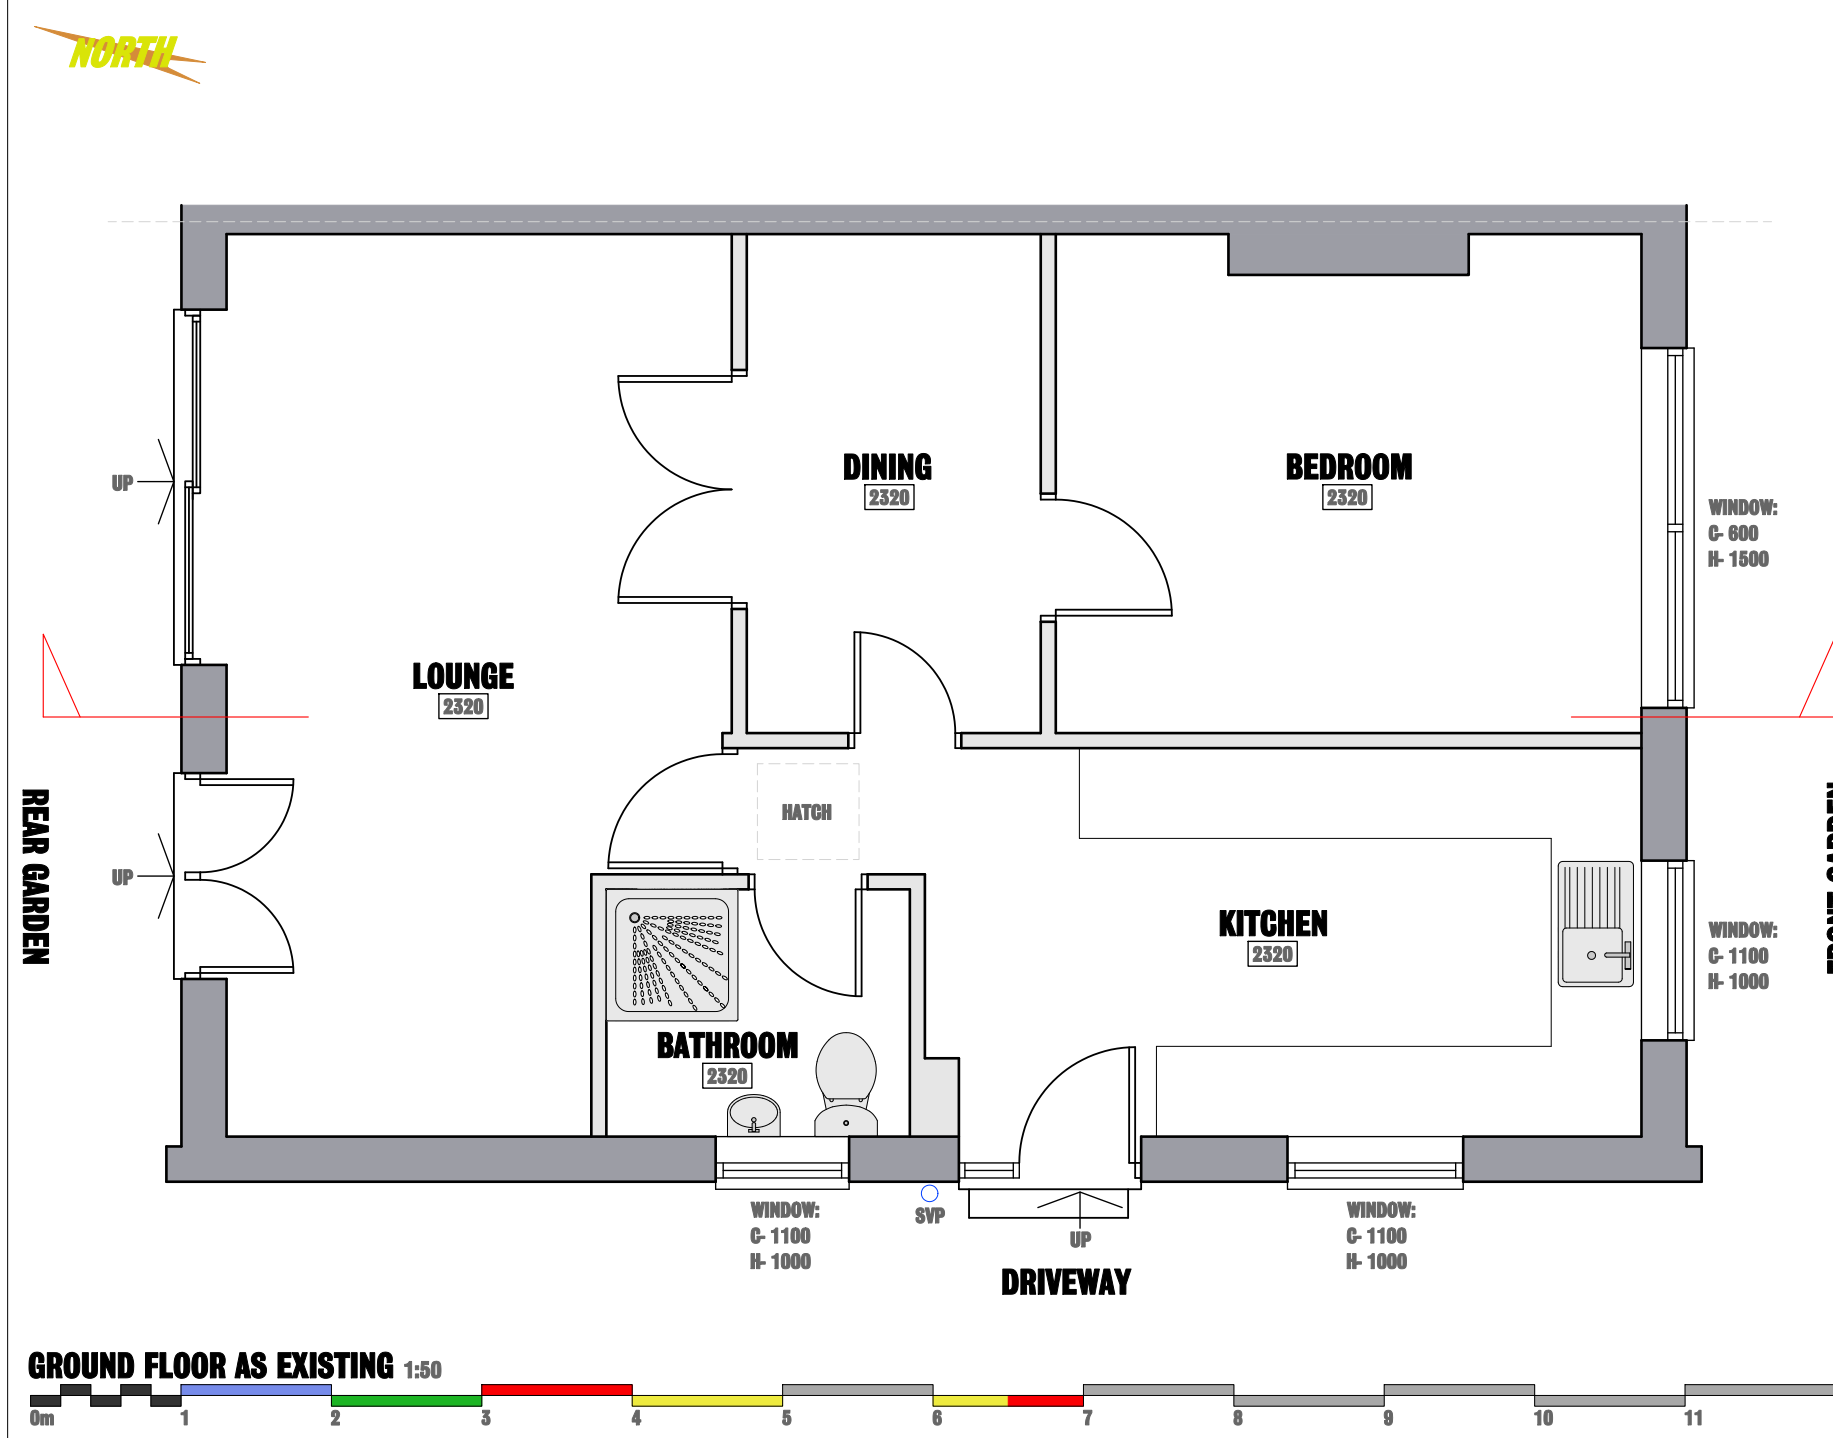 NORTH
DINING
2320
BEDROOM
2320
UP
WINDOW:
C- 600
H- 1500
LOUNGE
2320
REAR GARDEN
HATCH
UP
KITCHEN
2320
WINDOW:
C- 1100
H- 1000
BATHROOM
2320
WINDOW:
C- 1100
H- 1000
SVP
UP
WINDOW:
C- 1100
H- 1000
DRIVEWAY
GROUND FLOOR AS EXISTING 1:50
0m 1 2 3 4 5 6 7 8 9 10 11